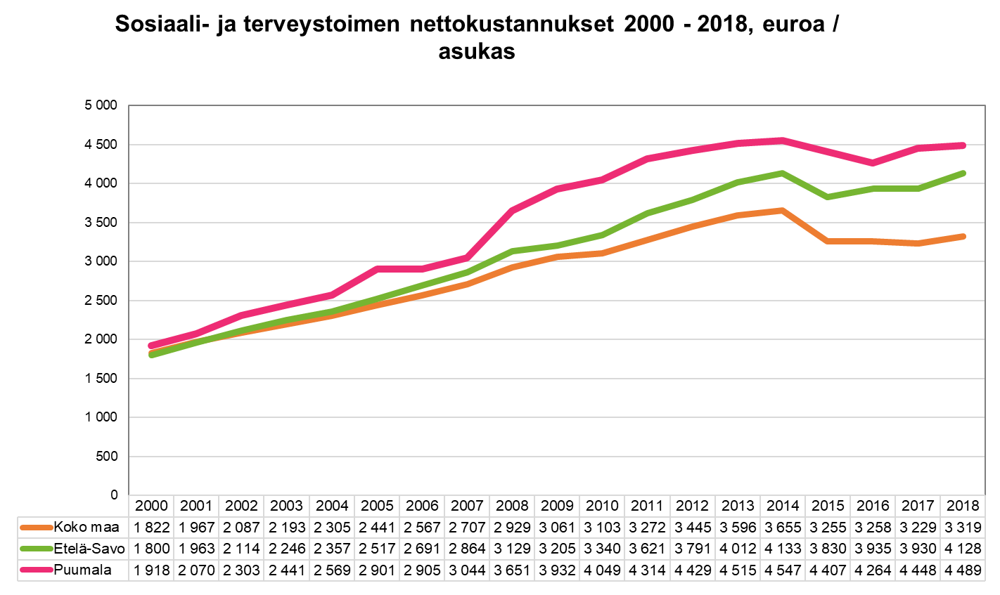 Sosiaali- ja terveystoimen nettokustannukset 2000 - 2018, euroa /
asukas
5 000
4 500
4 000
3 500
3 000
2 500
2 000
1 500
1 000
500
0
2000 2001 2002 2003 2004 2005 2006 2007 2008 2009 2010 2011 2012 2013 2014 2015 2016 2017 2018
Koko maa 1 822 1 967 2 087 2 193 2 305 2 441 2 567 2 707 2 929 3 061 3 103 3 272 3 445 3 596 3 655 3 255 3 258 3 229 3 319
Etelä-Savo 1 800 1 963 2 114 2 246 2 357 2 517 2 691 2 864 3 129 3 205 3 340 3 621 3 791 4 012 4 133 3 830 3 935 3 930 4 128
Puumala 1 918 2 070 2 303 2 441 2 569 2 901 2 905 3 044 3 651 3 932 4 049 4 314 4 429 4 515 4 547 4 407 4 264 4 448 4 489